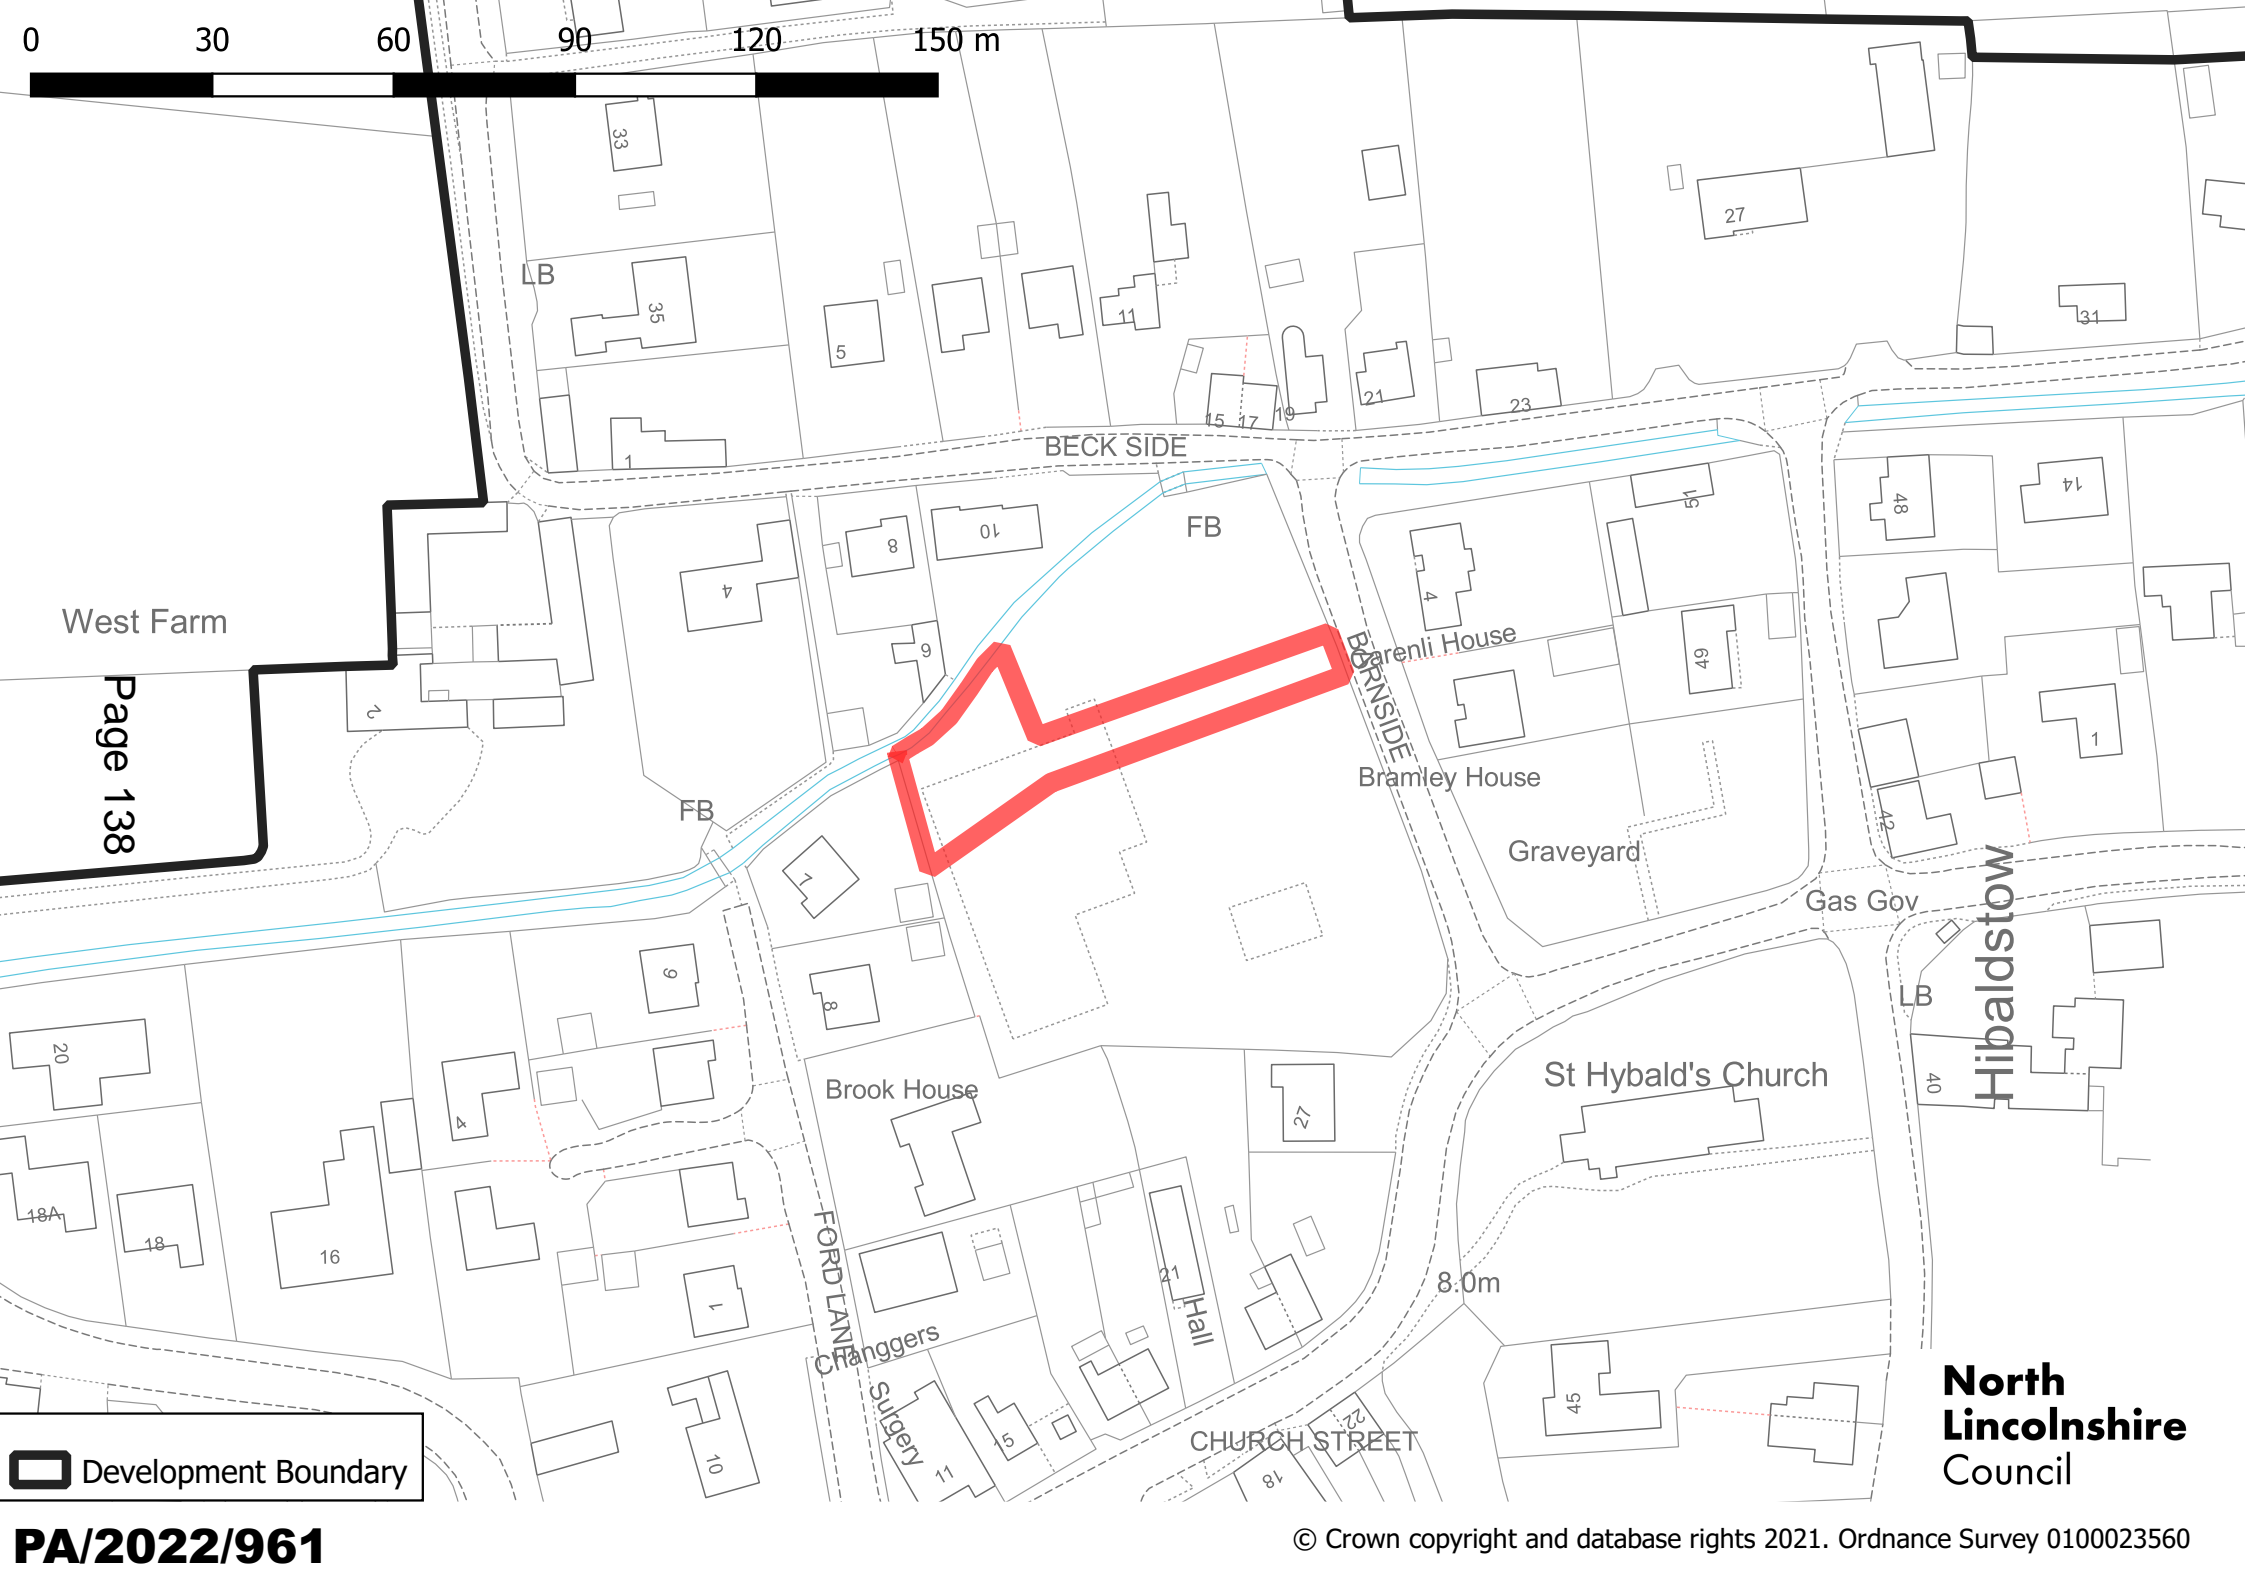 0 30 60 90 120 150 m
33
LB
35
5
11
27
31
15 17 19
21
23
1
BECK SIDE
FB
51
48
14
4
8
10
4
9
Carenli House
BARNSIDE
49
West Farm
2
Page 138
1
Bramley House
FB
42
7
Graveyard
Gas Gov
Hibaldstow
9
8
LB
20
4
Brook House
27
St Hybald's Church
40
18A
18
16
FORD LANE
21
Hall
8.0m
1
Changgers
Surgery
15
11
10
CHURCH STREET
22
18
45
Development Boundary
North
Lincolnshire
Council
PA/2022/961
© Crown copyright and database rights 2021. Ordnance Survey 0100023560